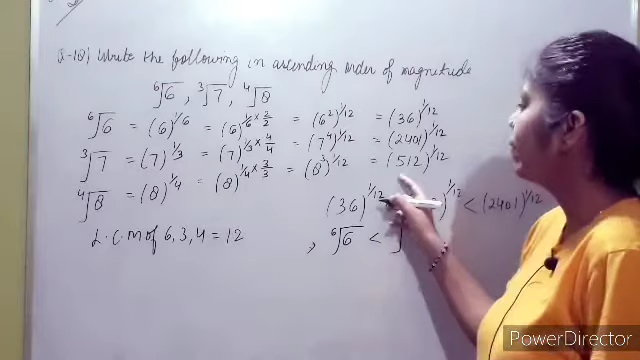 Q-10) Write the following in ascending order of magnitude
⁶√6 , ³√7 , ⁴√8
⁶√6 = (6)^1/6 = (6)^1/6 × 2/2 = (6²)^1/12 = (36)^1/12
³√7 = (7)^1/3 = (7)^1/3 × 4/4 = (7⁴)^1/12 = (2401)^1/12
⁴√8 = (8)^1/4 = (8)^1/4 × 3/3 = (8³)^1/12 = (512)^1/12
(36)^1/12 )^1/12 < (2401)^1/12
L.C.M of 6, 3, 4 = 12
⁶√6 <
PowerDirector